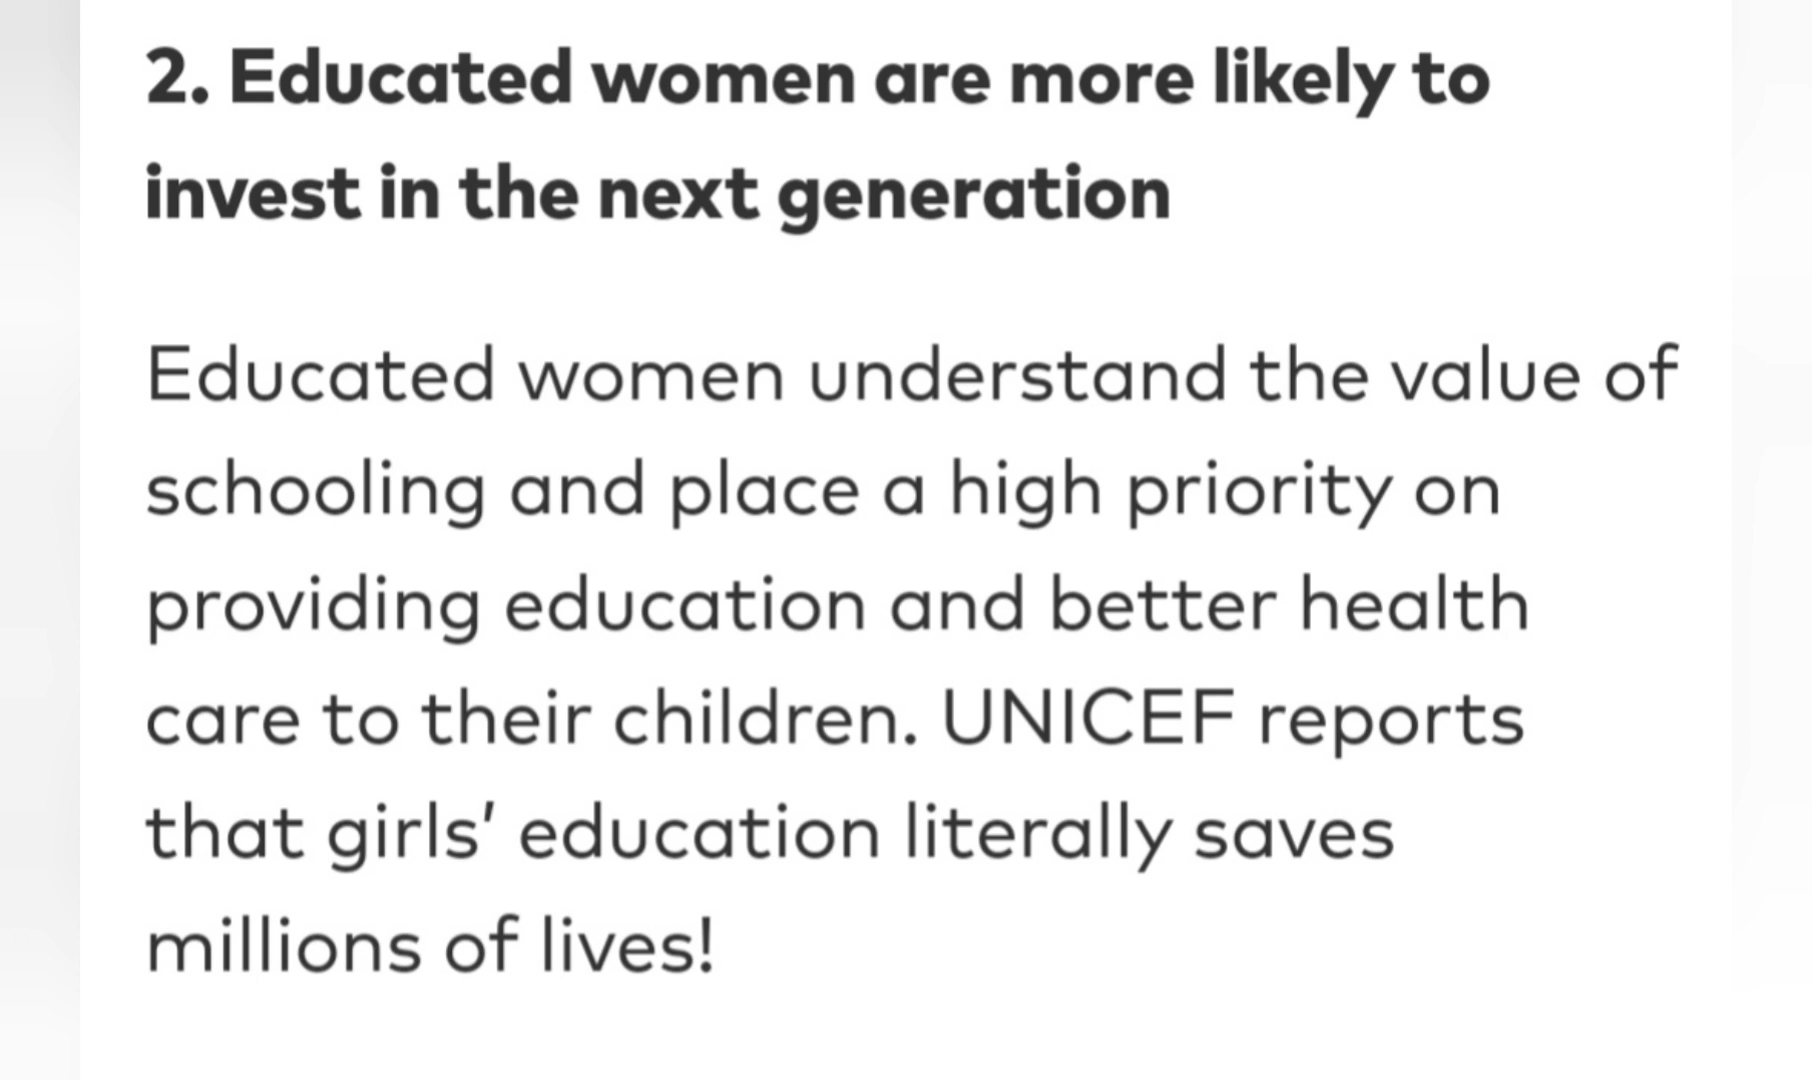 2. Educated women are more likely to
invest in the next generation
Educated women understand the value of
schooling and place a high priority on
providing education and better health
care to their children. UNICEF reports
that girls’ education literally saves
millions of lives!